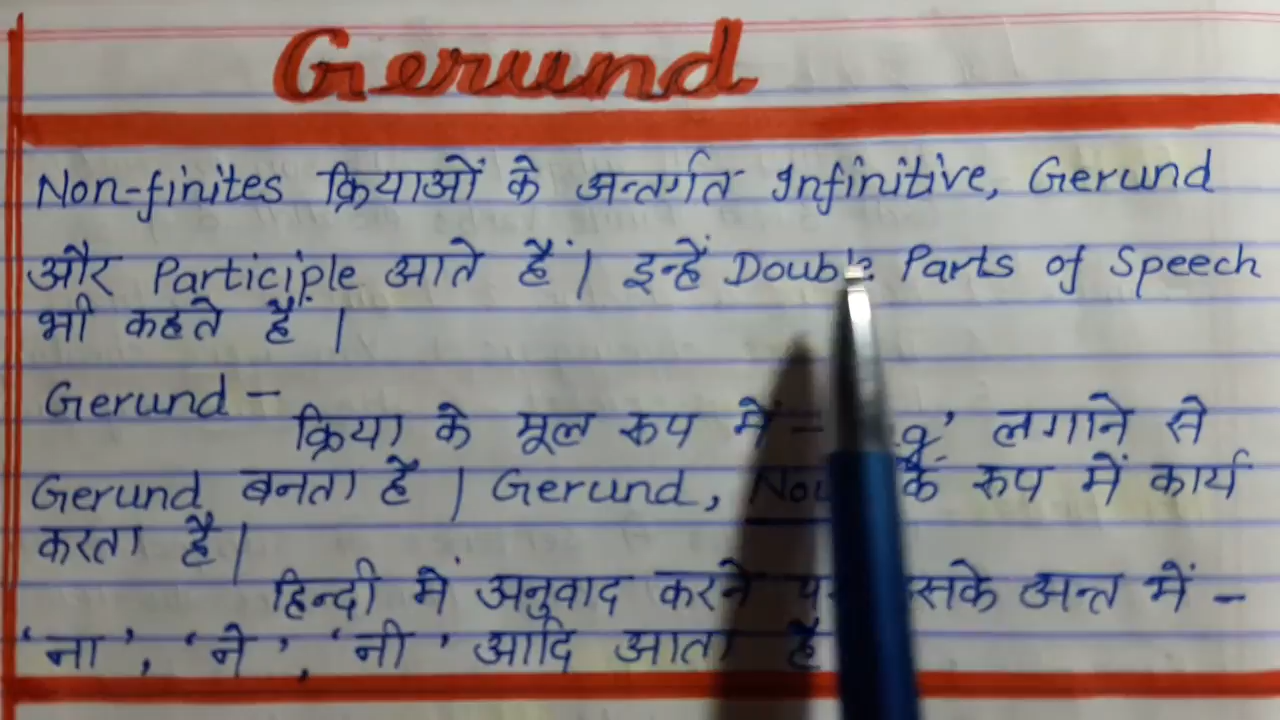 Gerund
Non-finites क्रियाओं के अन्तर्गत Infinitive, Gerund
और Participle आते हैं। इन्हें Double Parts of Speech
भी कहते हैं।
Gerund -
क्रिया के मूल रूप में - लगाने से
Gerund बनता है। Gerund, के रूप में कार्य
करता है।
हिन्दी में अनुवाद करने अन्त में -
'ना', 'ने', 'नी' आदि आता है